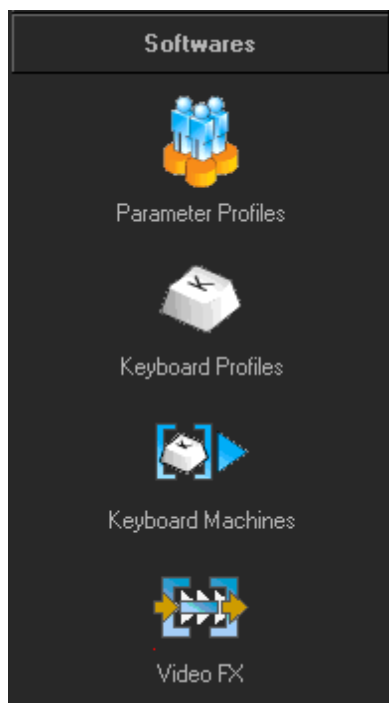 Softwares
Parameter Profiles
K
Keyboard Profiles
K
Keyboard Machines
Video FX